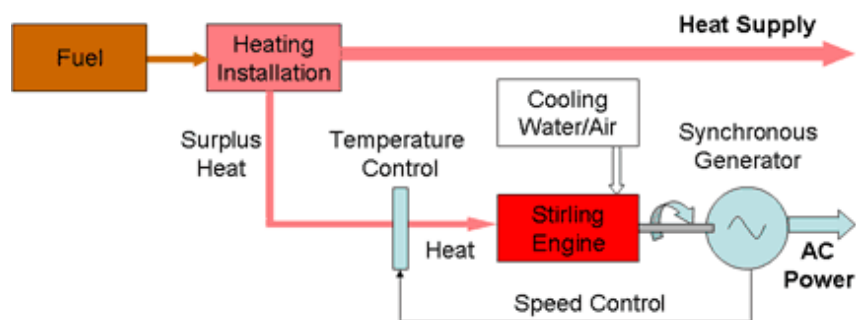 Heat Supply
Fuel
Heating
Installation
Cooling
Water/Air
Surplus
Heat
Temperature
Control
Synchronous
Generator
Stirling
Engine
Heat
AC
Power
Speed Control